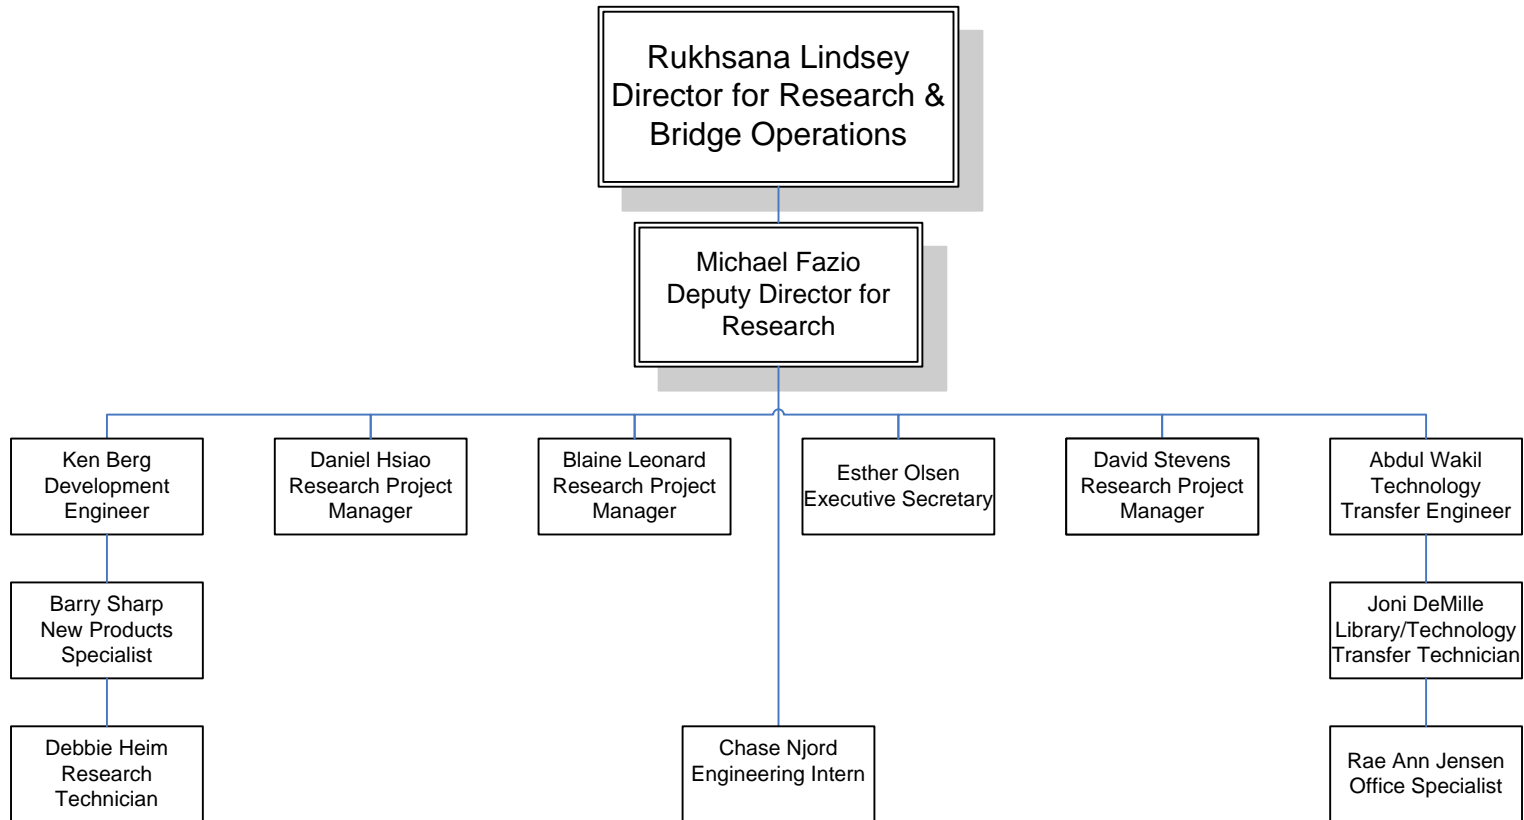 Rukhsana Lindsey
Director for Research &
Bridge Operations
Michael Fazio
Deputy Director for
Research
Ken Berg
Development
Engineer
Daniel Hsiao
Research Project
Manager
Blaine Leonard
Research Project
Manager
Esther Olsen
Executive Secretary
David Stevens
Research Project
Manager
Abdul Wakil
Technology
Transfer Engineer
Barry Sharp
New Products
Specialist
Joni DeMille
Library/Technology
Transfer Technician
Debbie Heim
Research
Technician
Chase Njord
Engineering Intern
Rae Ann Jensen
Office Specialist